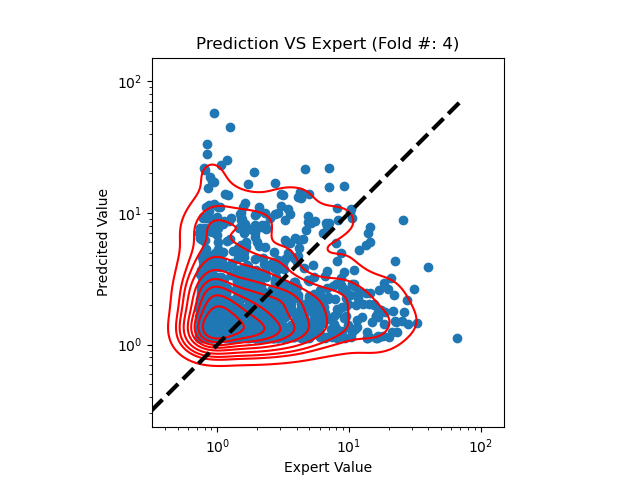 Prediction VS Expert (Fold #: 4)
10²
10¹
10⁰
Predcited Value
10⁰ 10¹ 10²
Expert Value